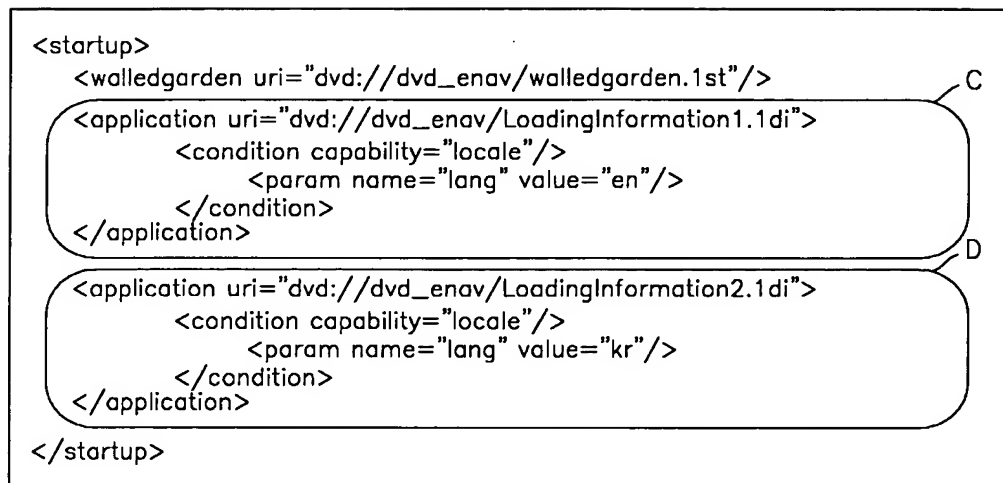 <startup>
<walledgarden uri="dvd://dvd_enav/walledgarden.1st"/>
C
<application uri="dvd://dvd_enav/LoadingInformation1.1di">
<condition capability="locale"/>
<param name="lang" value="en"/>
</condition>
</application>
D
<application uri="dvd://dvd_enav/LoadingInformation2.1di">
<condition capability="locale"/>
<param name="lang" value="kr"/>
</condition>
</application>
</startup>